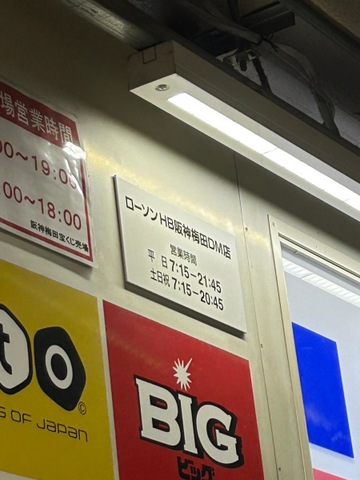 場営業時間
00~19:00
:00~18:00
阪神梅田宝くじ売場
ローソンHB阪神梅田DM店
営業時間
平 日 7:15-21:45
土日祝 7:15-20:45
to
©
S OF JAPAN
BIG
ビッグ